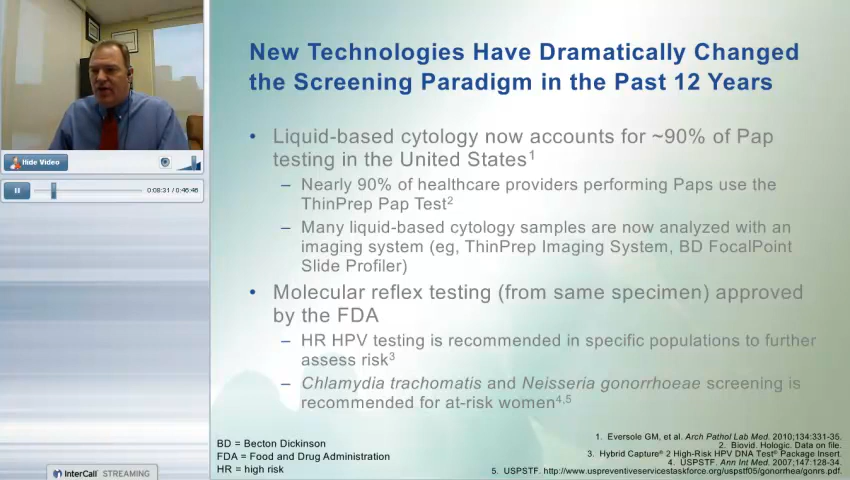 New Technologies Have Dramatically Changed
the Screening Paradigm in the Past 12 Years
• Liquid-based cytology now accounts for ~90% of Pap
testing in the United States1
– Nearly 90% of healthcare providers performing Paps use the
ThinPrep Pap Test2
– Many liquid-based cytology samples are now analyzed with an
imaging system (eg, ThinPrep Imaging System, BD FocalPoint
Slide Profiler)
• Molecular reflex testing (from same specimen) approved
by the FDA
– HR HPV testing is recommended in specific populations to further
assess risk3
– Chlamydia trachomatis and Neisseria gonorrhoeae screening is
recommended for at-risk women4,5
Hide Video
0:08:31 / 0:46:46
BD = Becton Dickinson
FDA = Food and Drug Administration
HR = high risk
1. Eversole GM, et al. Arch Pathol Lab Med. 2010;134:331-35.
2. Biovid. Hologic. Data on file.
3. Hybrid Capture® 2 High-Risk HPV DNA Test® Package Insert.
4. USPSTF. Ann Int Med. 2007;147:128-34.
5. USPSTF. http://www.uspreventiveservicestaskforce.org/uspstf05/gonorrhea/gonrs.pdf.
InterCall STREAMING